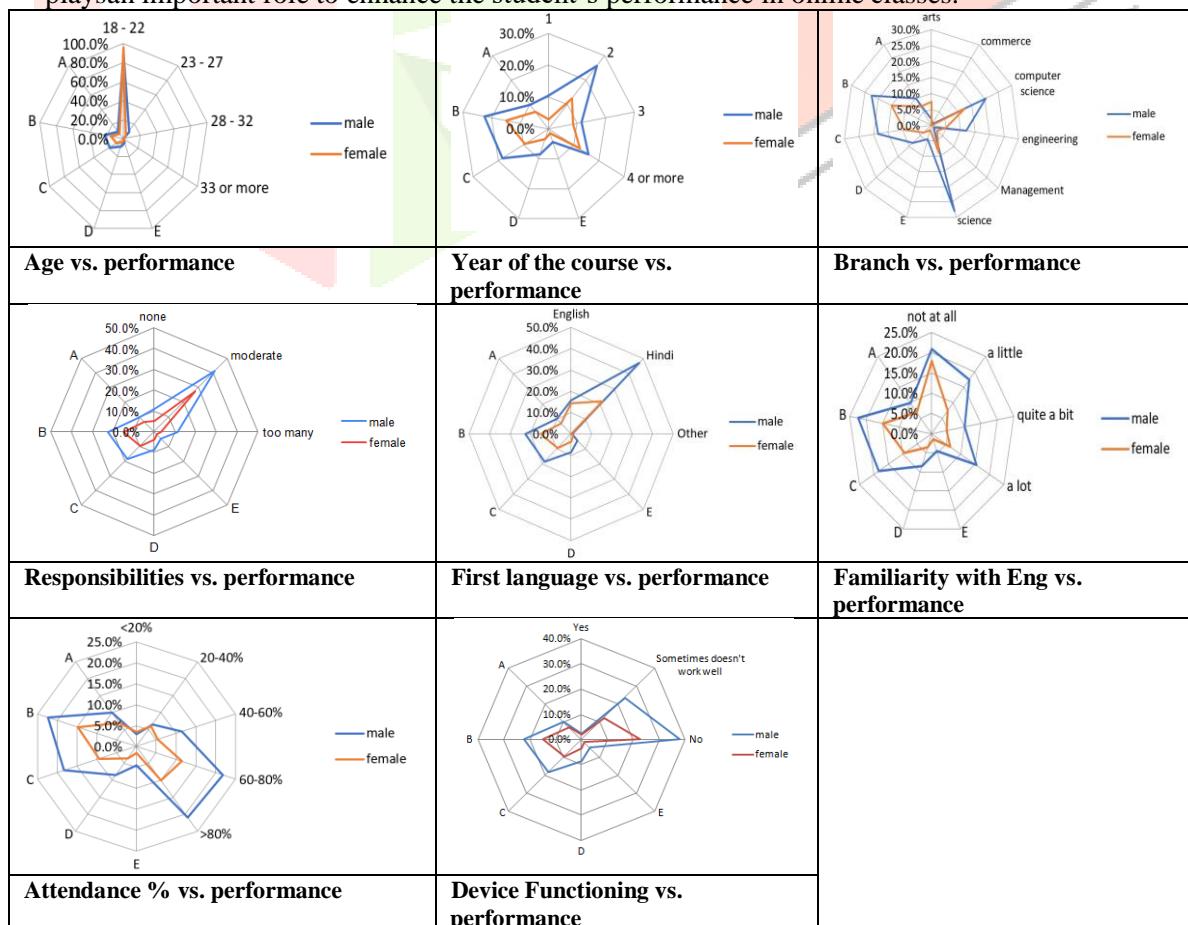 playsan important role to enhance the student's performance in online classes.
18 - 22
100.0%
A
80.0%
23 - 27
60.0%
40.0%
B
20.0%
28 - 32
0.0%
male
female
C
33 or more
D
E
1
30.0%
A
2
20.0%
B
10.0%
3
0.0%
male
female
C
4 or more
D
E
arts
30.0%
A
commerce
25.0%
20.0%
B
15.0%
computer
science
10.0%
5.0%
male
0.0%
C
engineering
female
D
Management
E
science
Age vs. performance
Year of the course vs.
performance
Branch vs. performance
none
50.0%
A
40.0%
moderate
30.0%
20.0%
10.0%
male
B
0.0%
too many
female
C
E
D
English
50.0%
A
40.0%
Hindi
30.0%
20.0%
10.0%
male
B
0.0%
Other
female
C
E
D
not at all
25.0%
A
20.0%
a little
15.0%
B
10.0%
quite a bit
5.0%
male
0.0%
female
C
a lot
D
E
Responsibilities vs. performance
First language vs. performance
Familiarity with Eng vs.
performance
<20%
25.0%
A
20.0%
20-40%
15.0%
B
10.0%
40-60%
5.0%
male
0.0%
female
C
60-80%
D
>80%
E
Yes
40.0%
A
30.0%
Sometimes doesn't
work well
20.0%
10.0%
male
B
0.0%
No
female
C
E
D
Attendance % vs. performance
Device Functioning vs.
performance